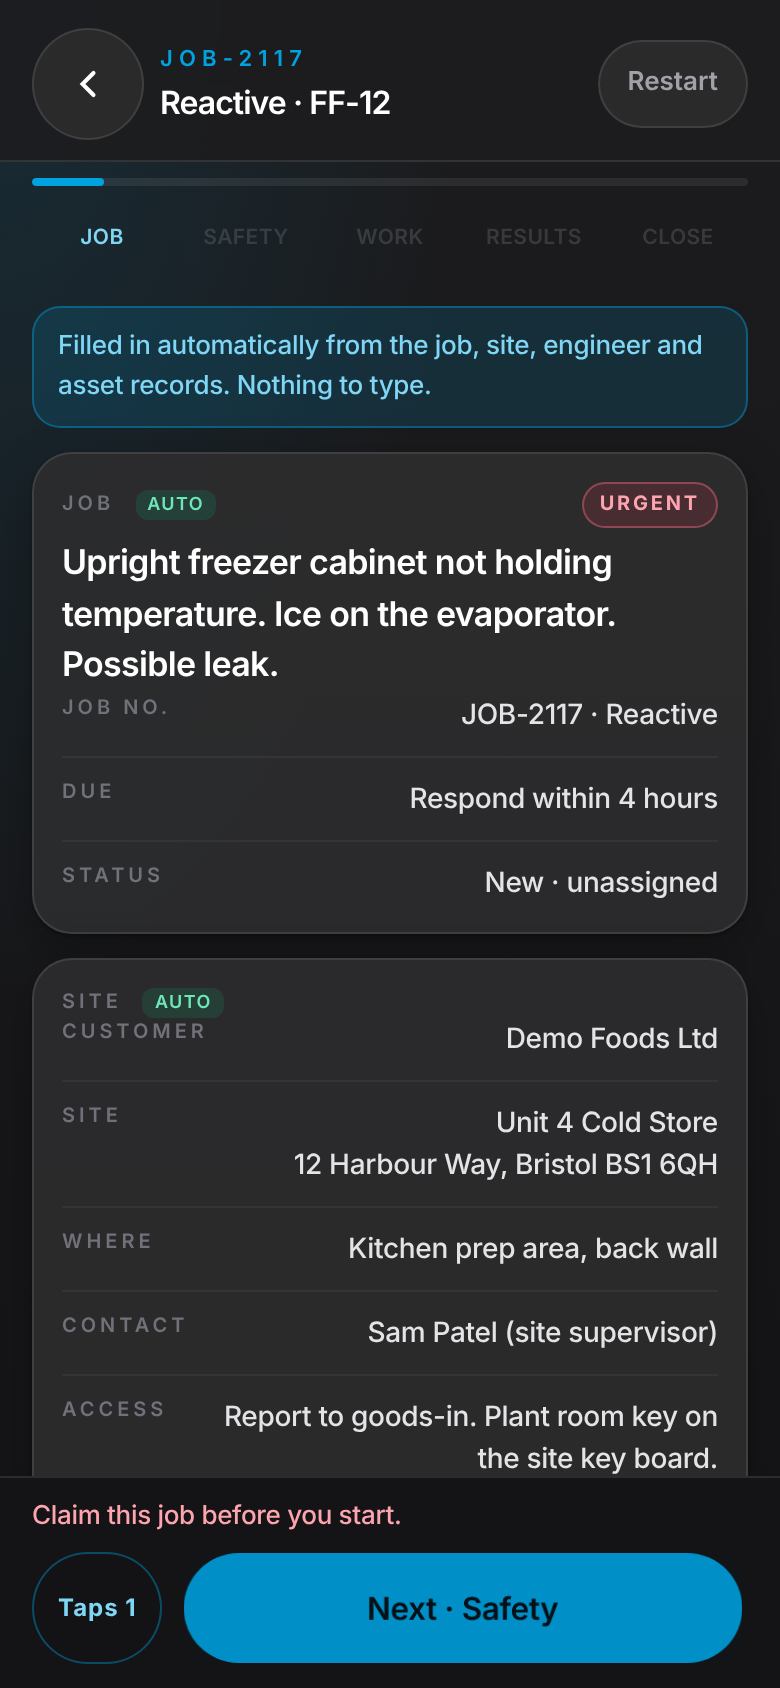 JOB-2117
Reactive · FF-12
Restart
JOB SAFETY WORK RESULTS CLOSE
Filled in automatically from the job, site, engineer and
asset records. Nothing to type.
JOB AUTO URGENT
Upright freezer cabinet not holding
temperature. Ice on the evaporator.
Possible leak.
JOB NO. JOB-2117 · Reactive
DUE Respond within 4 hours
STATUS New · unassigned
SITE AUTO
CUSTOMER Demo Foods Ltd
SITE Unit 4 Cold Store
12 Harbour Way, Bristol BS1 6QH
WHERE Kitchen prep area, back wall
CONTACT Sam Patel (site supervisor)
ACCESS Report to goods-in. Plant room key on
the site key board.
Claim this job before you start.
Taps 1 Next · Safety